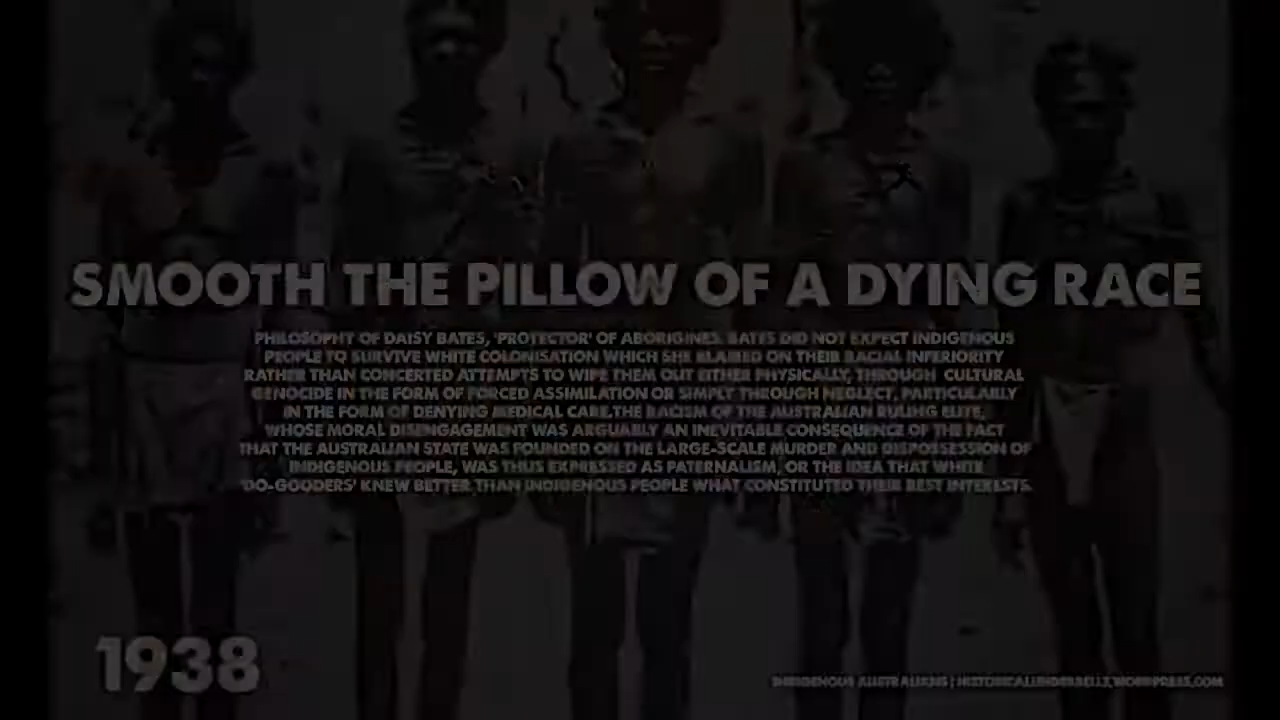 SMOOTH THE PILLOW OF A DYING RACE
PHILOSOPHY OF DAISY BATES, 'PROTECTOR' OF ABORIGINES. BATES DID NOT EXPECT INDIGENOUS
PEOPLE TO SURVIVE WHITE COLONISATION WHICH SHE BLAMED ON THEIR RACIAL INFERIORITY
RATHER THAN CONCERTED ATTEMPTS TO WIPE THEM OUT EITHER PHYSICALLY, THROUGH CULTURAL
GENOCIDE IN THE FORM OF FORCED ASSIMILATION OR SIMPLY THROUGH NEGLECT, PARTICULARLY
IN THE FORM OF DENYING MEDICAL CARE.THE RACISM OF THE AUSTRALIAN RULING ELITE,
WHOSE MORAL DISENGAGEMENT WAS ARGUABLY AN INEVITABLE CONSEQUENCE OF THE FACT
THAT THE AUSTRALIAN STATE WAS FOUNDED ON THE LARGE-SCALE MURDER AND DISPOSSESSION OF
INDIGENOUS PEOPLE, WAS THUS EXPRESSED AS PATERNALISM, OR THE IDEA THAT WHITE
'DO-GOODERS' KNEW BETTER THAN INDIGENOUS PEOPLE WHAT CONSTITUTED THEIR BEST INTERESTS.
1938
INDIGENOUS AUSTRALIANS | HISTORICALUNDERBELLY.WORDPRESS.COM